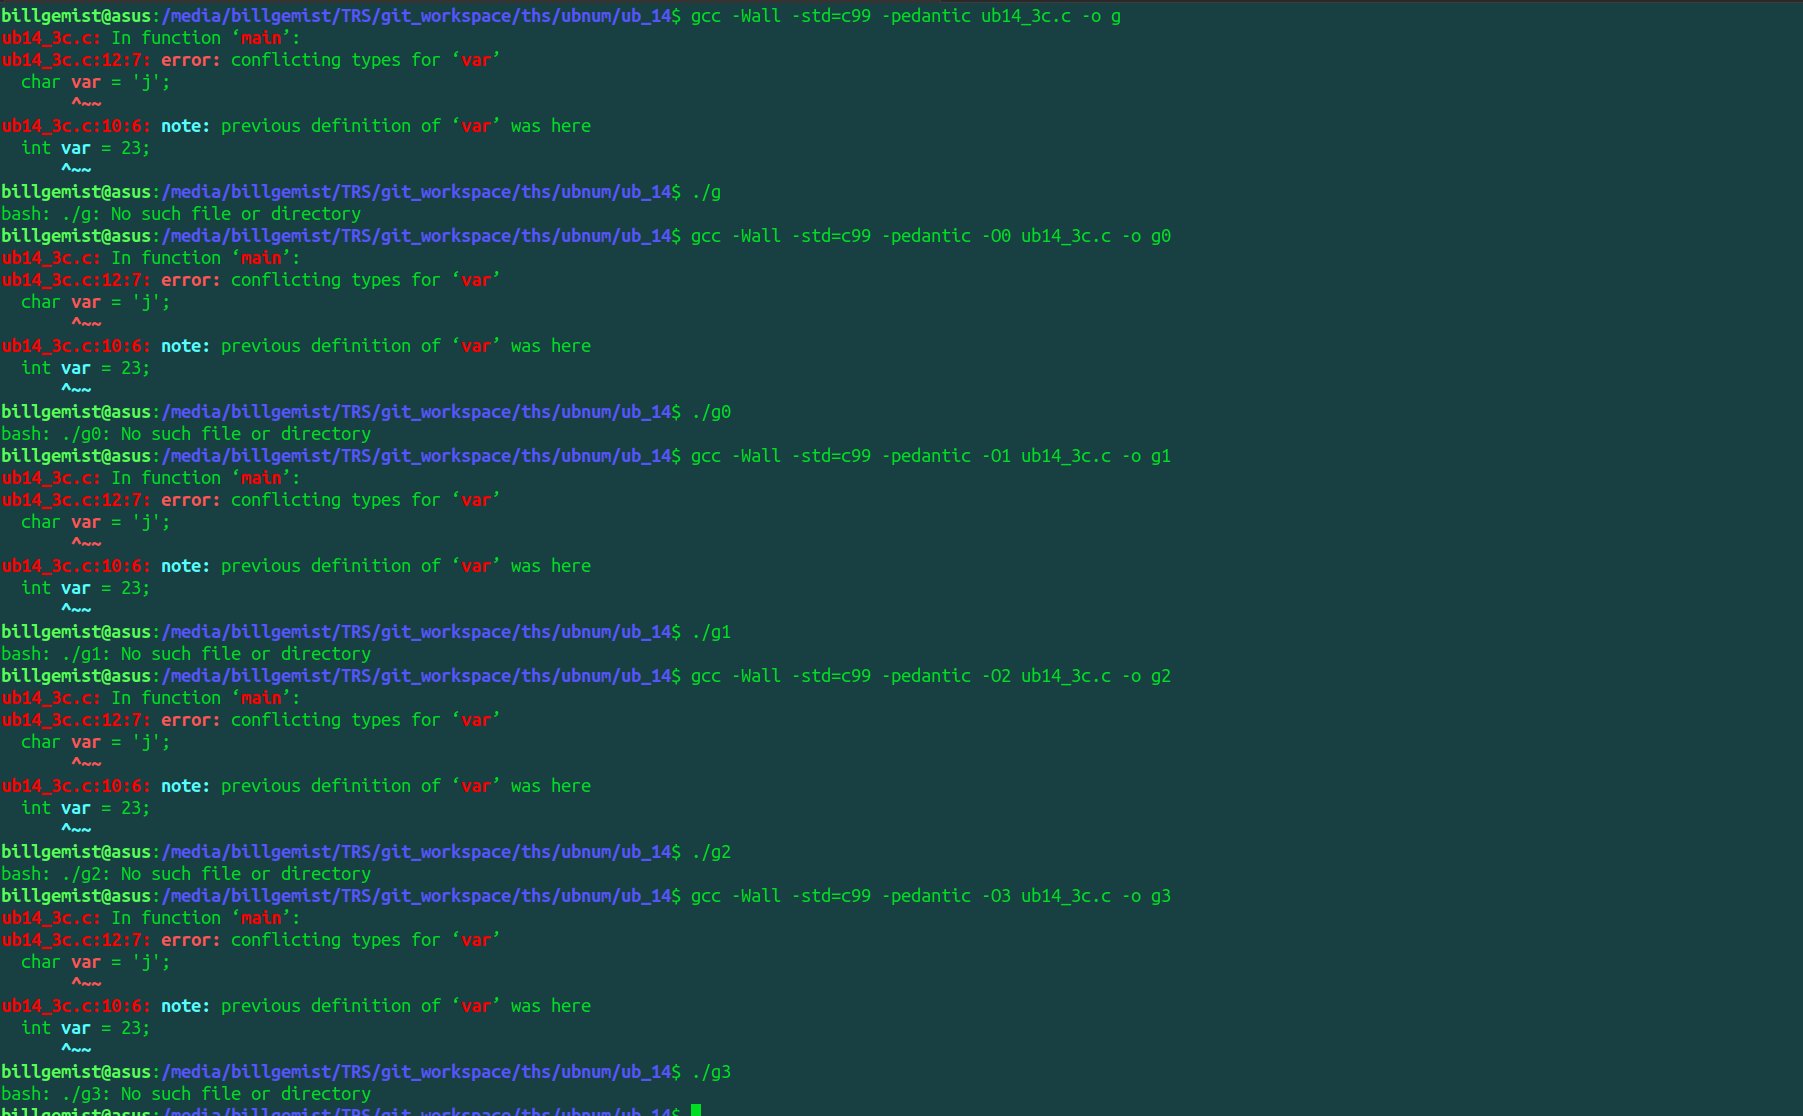 billgemist@asus:/media/billgemist/TRS/git_workspace/ths/ubnum/ub_14$ gcc -Wall -std=c99 -pedantic ub14_3c.c -o g
ub14_3c.c: In function ‘main’:
ub14_3c.c:12:7: error: conflicting types for ‘var’
  char var = 'j';
       ^~~
ub14_3c.c:10:6: note: previous definition of ‘var’ was here
  int var = 23;
      ^~~
billgemist@asus:/media/billgemist/TRS/git_workspace/ths/ubnum/ub_14$ ./g
bash: ./g: No such file or directory
billgemist@asus:/media/billgemist/TRS/git_workspace/ths/ubnum/ub_14$ gcc -Wall -std=c99 -pedantic -O0 ub14_3c.c -o g0
ub14_3c.c: In function ‘main’:
ub14_3c.c:12:7: error: conflicting types for ‘var’
  char var = 'j';
       ^~~
ub14_3c.c:10:6: note: previous definition of ‘var’ was here
  int var = 23;
      ^~~
billgemist@asus:/media/billgemist/TRS/git_workspace/ths/ubnum/ub_14$ ./g0
bash: ./g0: No such file or directory
billgemist@asus:/media/billgemist/TRS/git_workspace/ths/ubnum/ub_14$ gcc -Wall -std=c99 -pedantic -O1 ub14_3c.c -o g1
ub14_3c.c: In function ‘main’:
ub14_3c.c:12:7: error: conflicting types for ‘var’
  char var = 'j';
       ^~~
ub14_3c.c:10:6: note: previous definition of ‘var’ was here
  int var = 23;
      ^~~
billgemist@asus:/media/billgemist/TRS/git_workspace/ths/ubnum/ub_14$ ./g1
bash: ./g1: No such file or directory
billgemist@asus:/media/billgemist/TRS/git_workspace/ths/ubnum/ub_14$ gcc -Wall -std=c99 -pedantic -O2 ub14_3c.c -o g2
ub14_3c.c: In function ‘main’:
ub14_3c.c:12:7: error: conflicting types for ‘var’
  char var = 'j';
       ^~~
ub14_3c.c:10:6: note: previous definition of ‘var’ was here
  int var = 23;
      ^~~
billgemist@asus:/media/billgemist/TRS/git_workspace/ths/ubnum/ub_14$ ./g2
bash: ./g2: No such file or directory
billgemist@asus:/media/billgemist/TRS/git_workspace/ths/ubnum/ub_14$ gcc -Wall -std=c99 -pedantic -O3 ub14_3c.c -o g3
ub14_3c.c: In function ‘main’:
ub14_3c.c:12:7: error: conflicting types for ‘var’
  char var = 'j';
       ^~~
ub14_3c.c:10:6: note: previous definition of ‘var’ was here
  int var = 23;
      ^~~
billgemist@asus:/media/billgemist/TRS/git_workspace/ths/ubnum/ub_14$ ./g3
bash: ./g3: No such file or directory
billgemist@asus:/media/billgemist/TRS/git_workspace/ths/ubnum/ub_14$